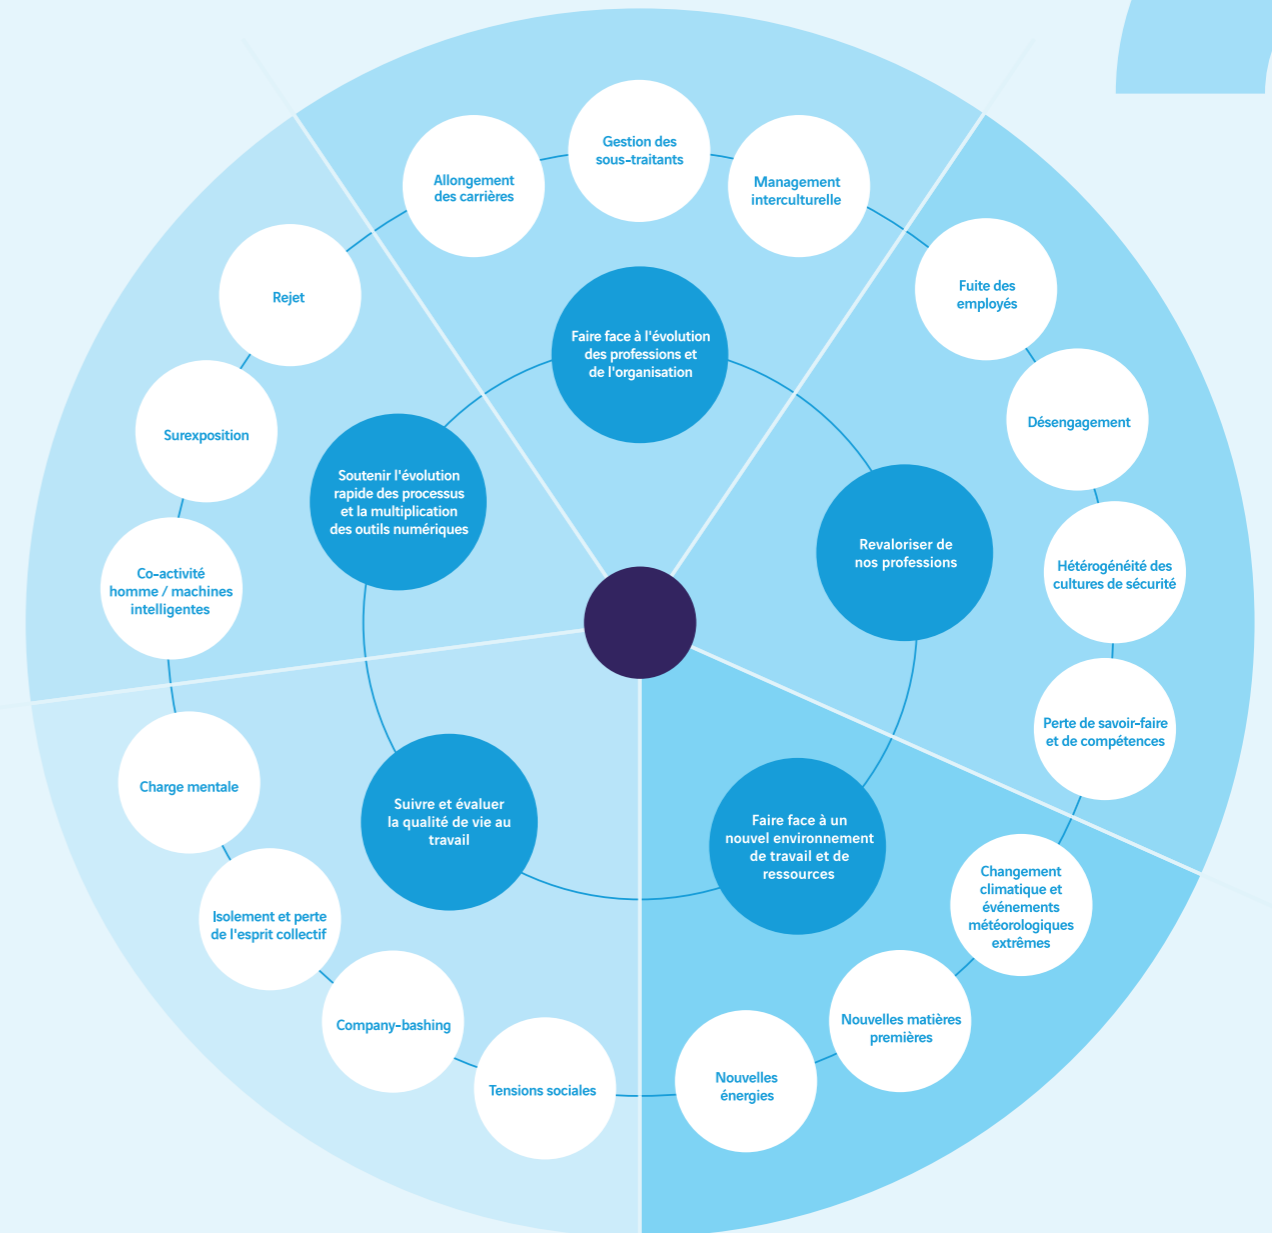 Gestion des
sous-traitants
Allongement
des carrières
Management
interculturelle
Rejet
Fuite des
employés
Faire face à l'évolution
des professions et
de l'organisation
Surexposition
Désengagement
Soutenir l'évolution
rapide des processus
et la multiplication
des outils numériques
Revaloriser de
nos professions
Co-activité
homme / machines
intelligentes
Hétérogénéité des
cultures de sécurité
Perte de savoir-faire
et de compétences
Charge mentale
Suivre et évaluer
la qualité de vie au
travail
Faire face à un
nouvel environnement
de travail et de
ressources
Changement
climatique et
événements
météorologiques
extrêmes
Isolement et perte
de l'esprit collectif
Company-bashing
Nouvelles matières
premières
Tensions sociales
Nouvelles
énergies